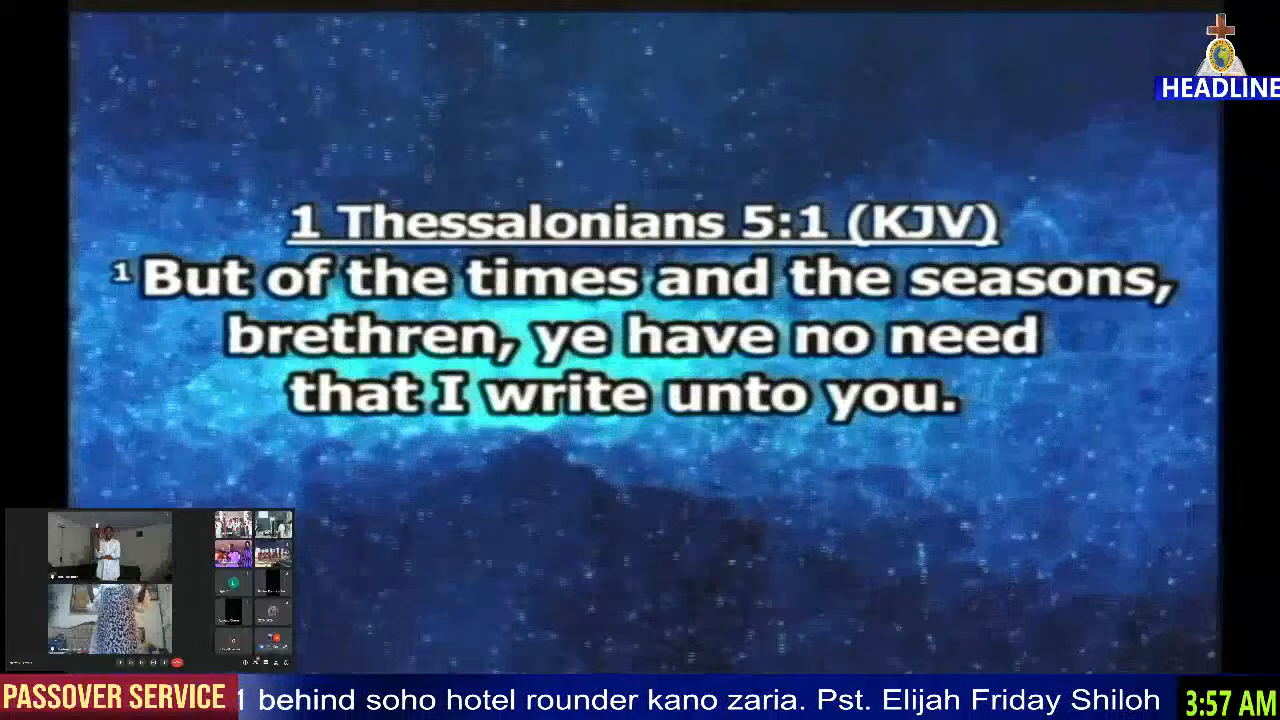 HEADLINE
1 Thessalonians 5:1 (KJV)
1 But of the times and the seasons,
brethren, ye have no need
that I write unto you.
PASSOVER SERVICE
1 behind soho hotel rounder kano zaria. Pst. Elijah Friday Shiloh
3:57 AM